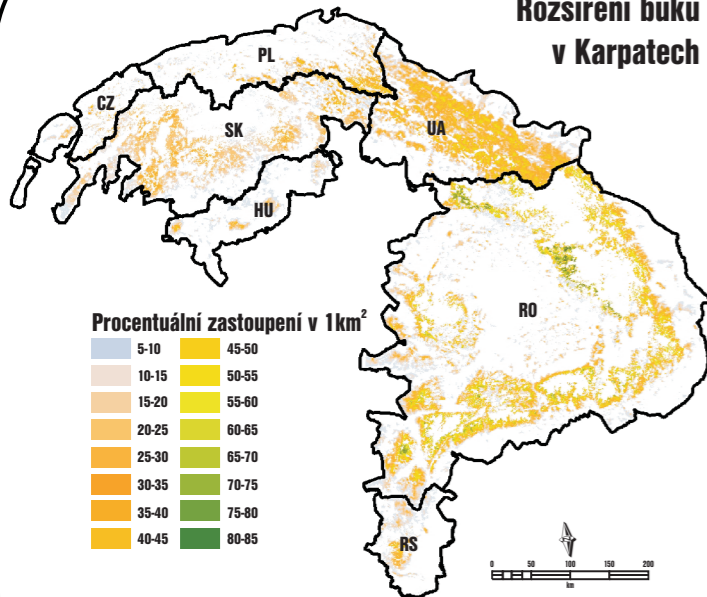 Rozšíření buku
v Karpatech
PL
CZ
SK
UA
HU
RO
RS
Procentuální zastoupení v 1km²
5-10
10-15
15-20
20-25
25-30
30-35
35-40
40-45
45-50
50-55
55-60
60-65
65-70
70-75
75-80
80-85
0 50 100 150 200
km